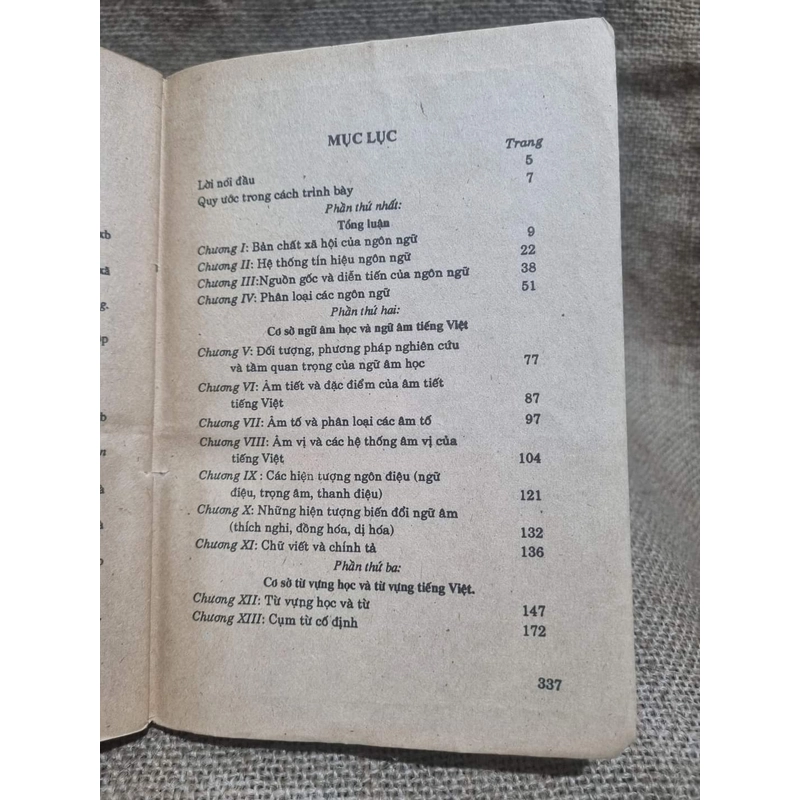 xb
xã
g.
op
b
n
à
à
p
MỤC LỤC
Trang
Lời nói đầu 5
Quy ước trong cách trình bày 7
Phần thứ nhất:
Tổng luận
Chương I: Bản chất xã hội của ngôn ngữ 9
Chương II: Hệ thống tín hiệu ngôn ngữ 22
Chương III:Nguồn gốc và diễn tiến của ngôn ngữ 38
Chương IV: Phân loại các ngôn ngữ 51
Phần thứ hai:
Cơ sở ngữ âm học và ngữ âm tiếng Việt
Chương V: Đối tượng, phương pháp nghiên cứu
và tầm quan trọng của ngữ âm học 77
Chương VI: Âm tiết và đặc điểm của âm tiết
tiếng Việt 87
Chương VII: Âm tố và phân loại các âm tố 97
Chương VIII: Âm vị và các hệ thống âm vị của
tiếng Việt 104
Chương IX : Các hiện tượng ngôn điệu (ngữ
điệu, trọng âm, thanh điệu) 121
Chương X: Những hiện tượng biến đổi ngữ âm
(thích nghi, đồng hóa, dị hóa) 132
Chương XI: Chữ viết và chính tả 136
Phần thứ ba:
Cơ sở từ vựng học và từ vựng tiếng Việt.
Chương XII: Từ vựng học và từ 147
Chương XIII: Cụm từ cố định 172
337